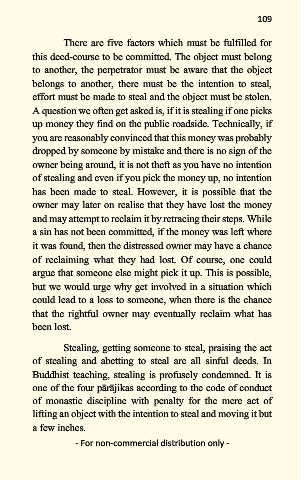 109
There are five factors which must be fulfilled for
this deed-course to be committed. The object must belong
to another, the perpetrator must be aware that the object
belongs to another, there must be the intention to steal,
effort must be made to steal and the object must be stolen.
A question we often get asked is, if it is stealing if one picks
up money they find on the public roadside. Technically, if
you are reasonably convinced that this money was probably
dropped by someone by mistake and there is no sign of the
owner being around, it is not theft as you have no intention
of stealing and even if you pick the money up, no intention
has been made to steal. However, it is possible that the
owner may later on realise that they have lost the money
and may attempt to reclaim it by retracing their steps. While
a sin has not been committed, if the money was left where
it was found, then the distressed owner may have a chance
of reclaiming what they had lost. Of course, one could
argue that someone else might pick it up. This is possible,
but we would urge why get involved in a situation which
could lead to a loss to someone, when there is the chance
that the rightful owner may eventually reclaim what has
been lost.
Stealing, getting someone to steal, praising the act
of stealing and abetting to steal are all sinful deeds. In
Buddhist teaching, stealing is profusely condemned. It is
one of the four pārājikas according to the code of conduct
of monastic discipline with penalty for the mere act of
lifting an object with the intention to steal and moving it but
a few inches.
- For non-commercial distribution only -